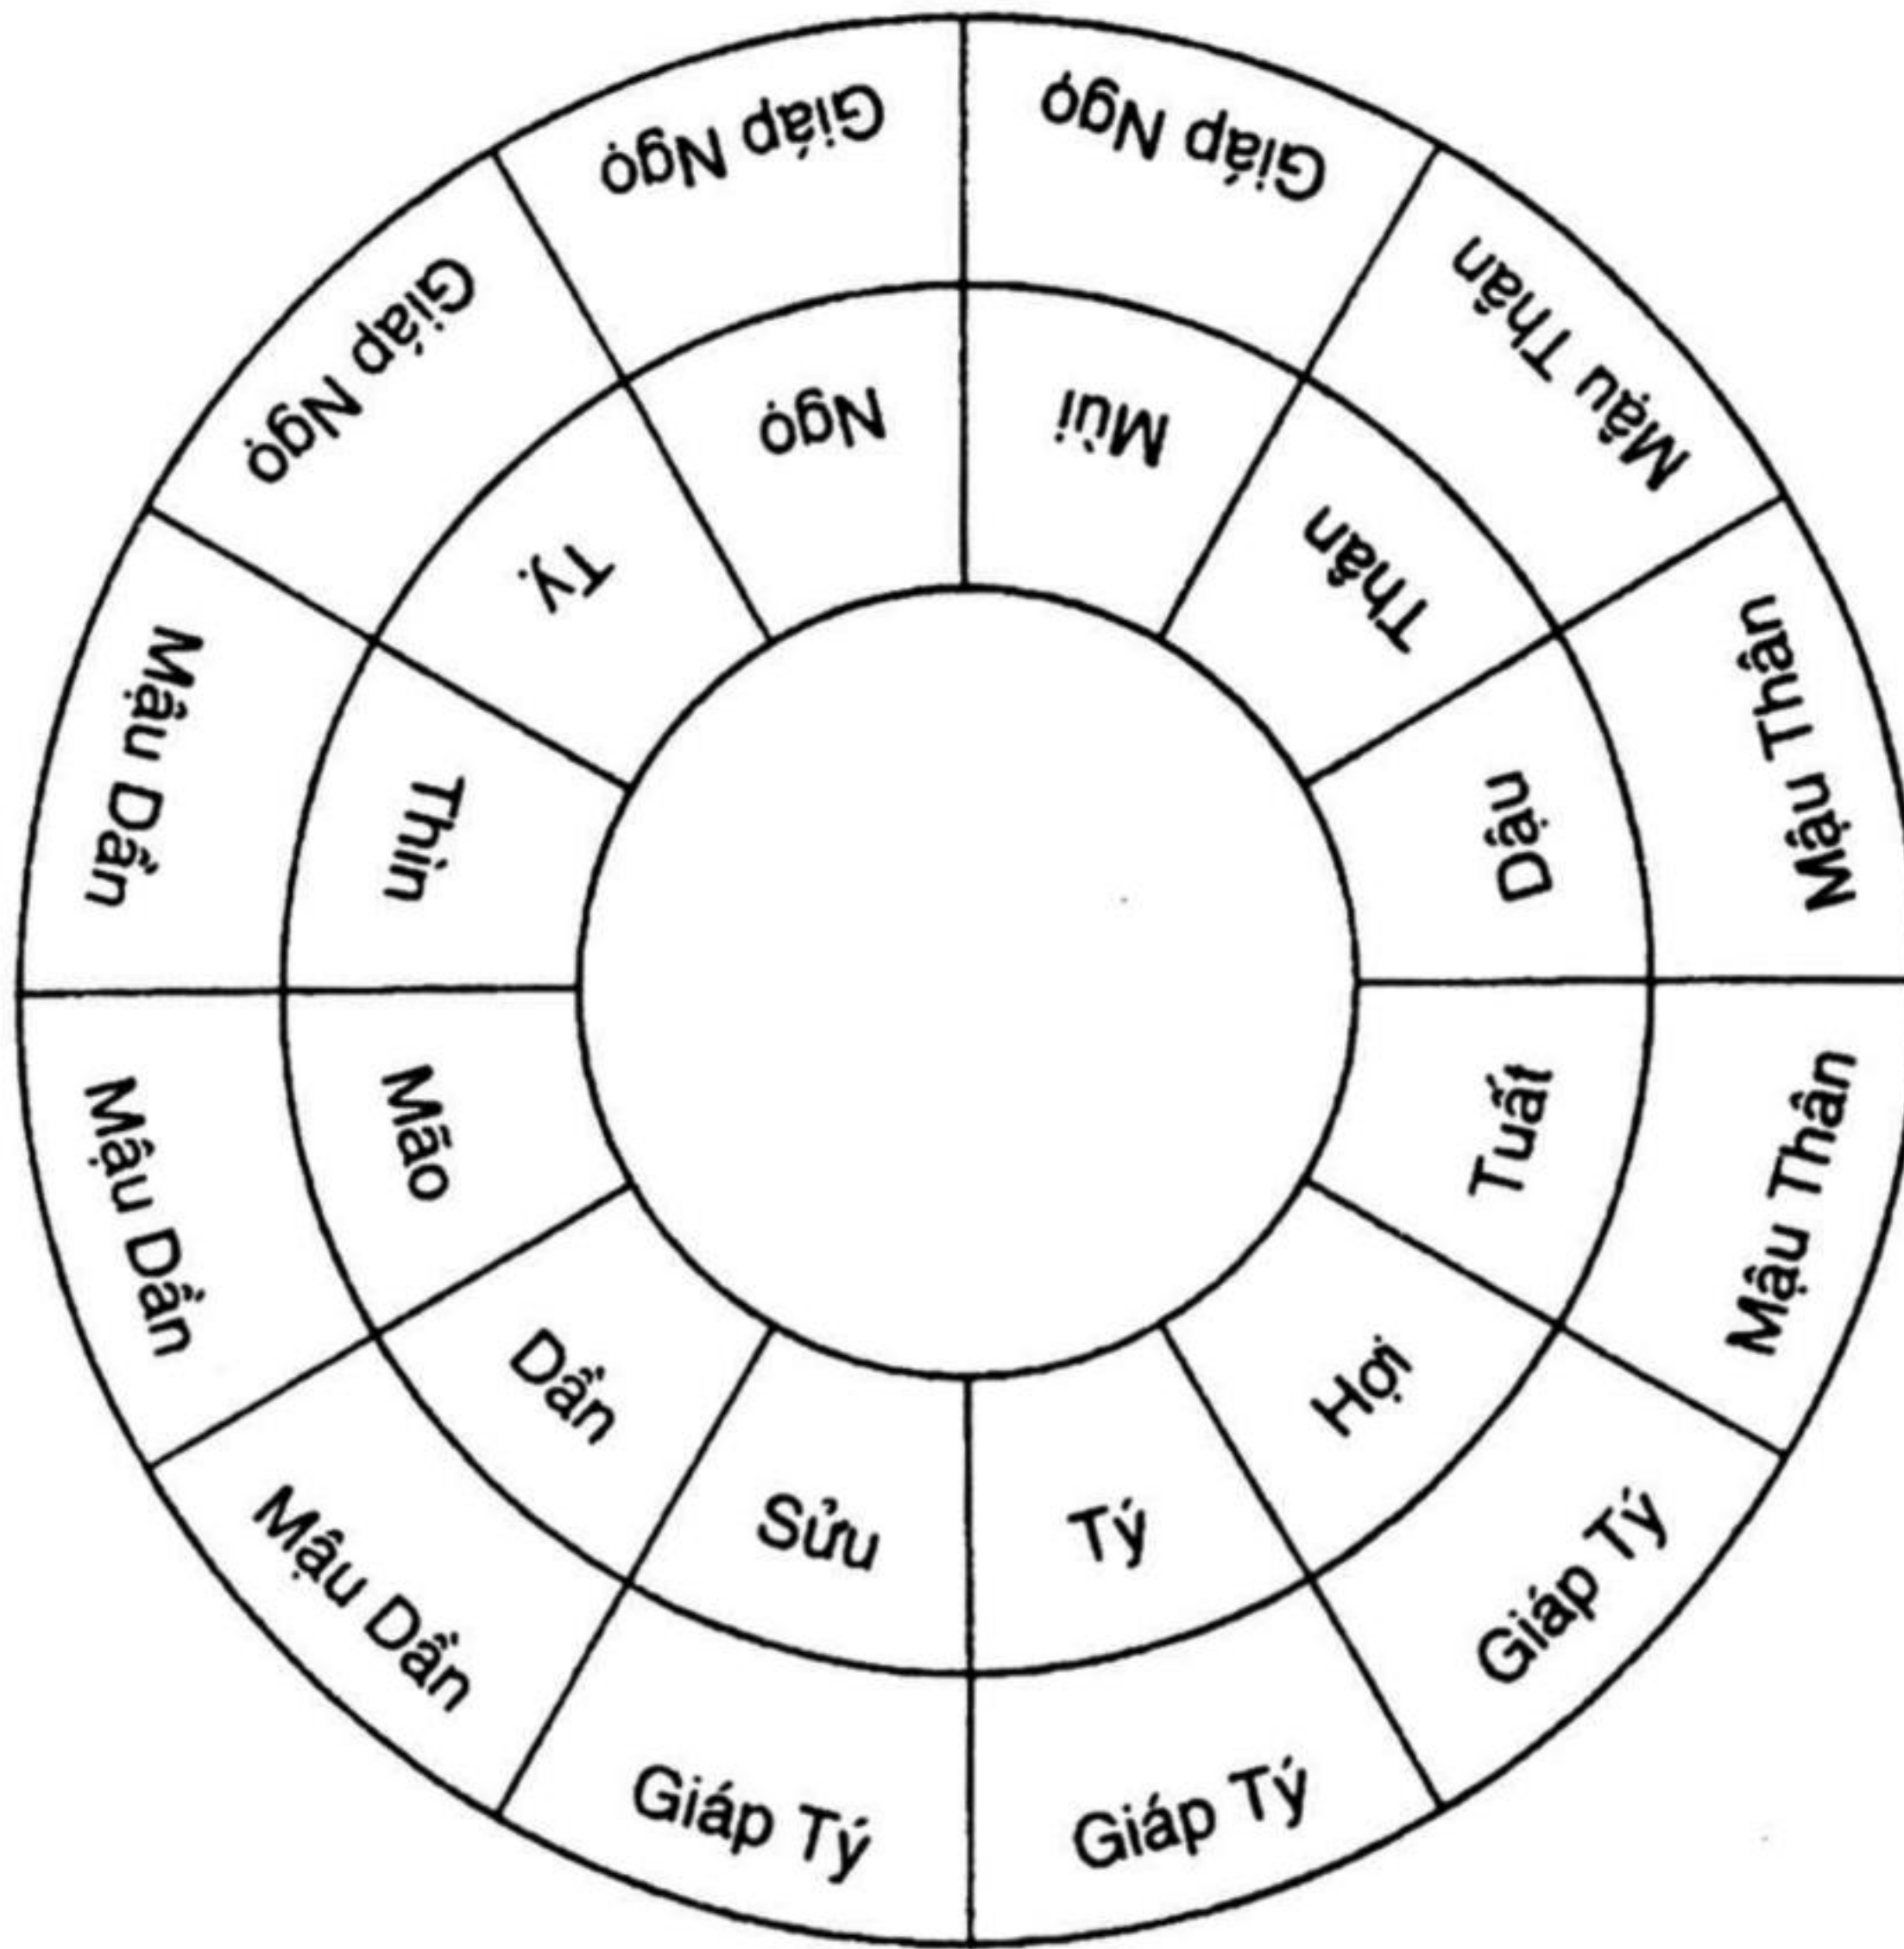 Giáp Ngọ
Giáp Ngọ
Mậu Thân
Mậu Thân
Mậu Thân
Giáp Tý
Giáp Tý
Giáp Tý
Mậu Dần
Mậu Dần
Mậu Dần
Giáp Ngọ
Ngọ
Mùi
Thân
Dậu
Tuất
Hợi
Tý
Sửu
Dần
Mão
Thìn
Tỵ